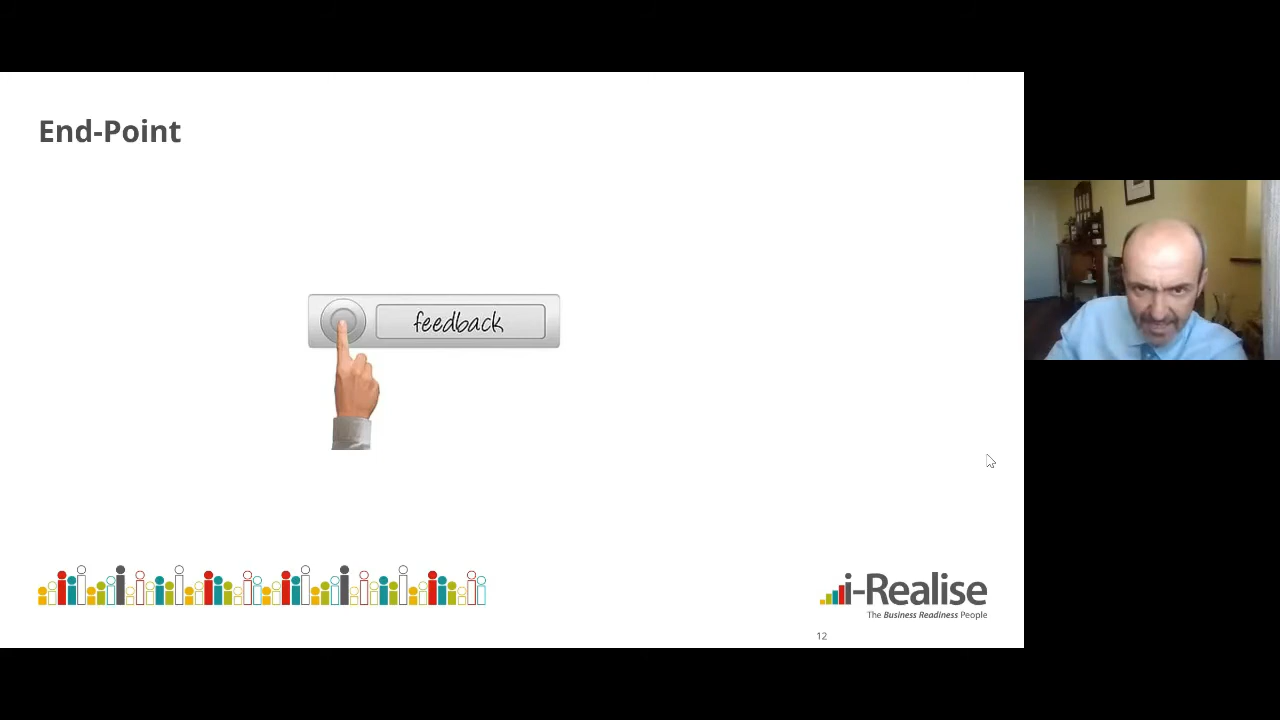 End-Point
feedback
i-Realise
The Business Readiness People
12